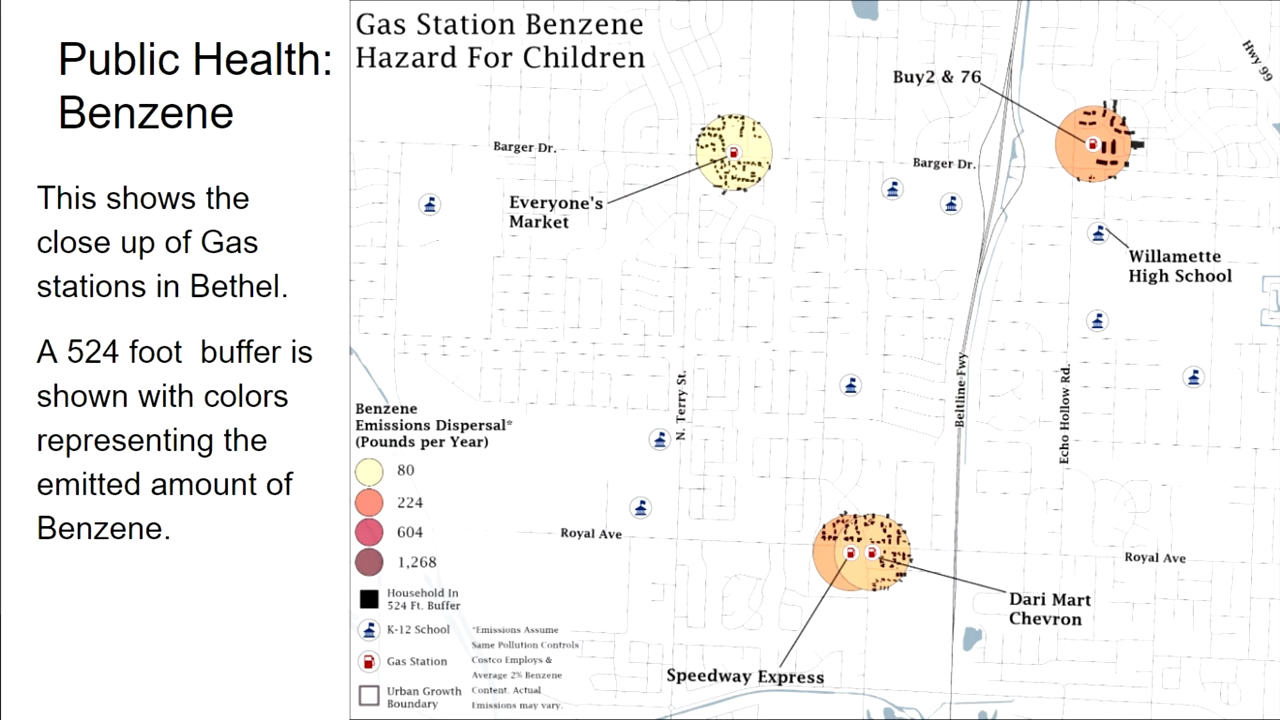 Public Health:
Benzene
This shows the
close up of Gas
stations in Bethel.
A 524 foot  buffer is
shown with colors
representing the
emitted amount of
Benzene.
Gas Station Benzene
Hazard For Children
Buy2 & 76
Hwy 99
Barger Dr.
Barger Dr.
Everyone's
Market
Willamette
High School
N. Terry St.
Beltline Fwy
Echo Hollow Rd.
Royal Ave
Royal Ave
Dari Mart
Chevron
Speedway Express
Benzene
Emissions Dispersal*
(Pounds per Year)
80
224
604
1,268
Household In
524 Ft. Buffer
K-12 School
Gas Station
Urban Growth
Boundary
*Emissions Assume
Same Pollution Controls
Costco Employs &
Average 2% Benzene
Content. Actual
Emissions may vary.